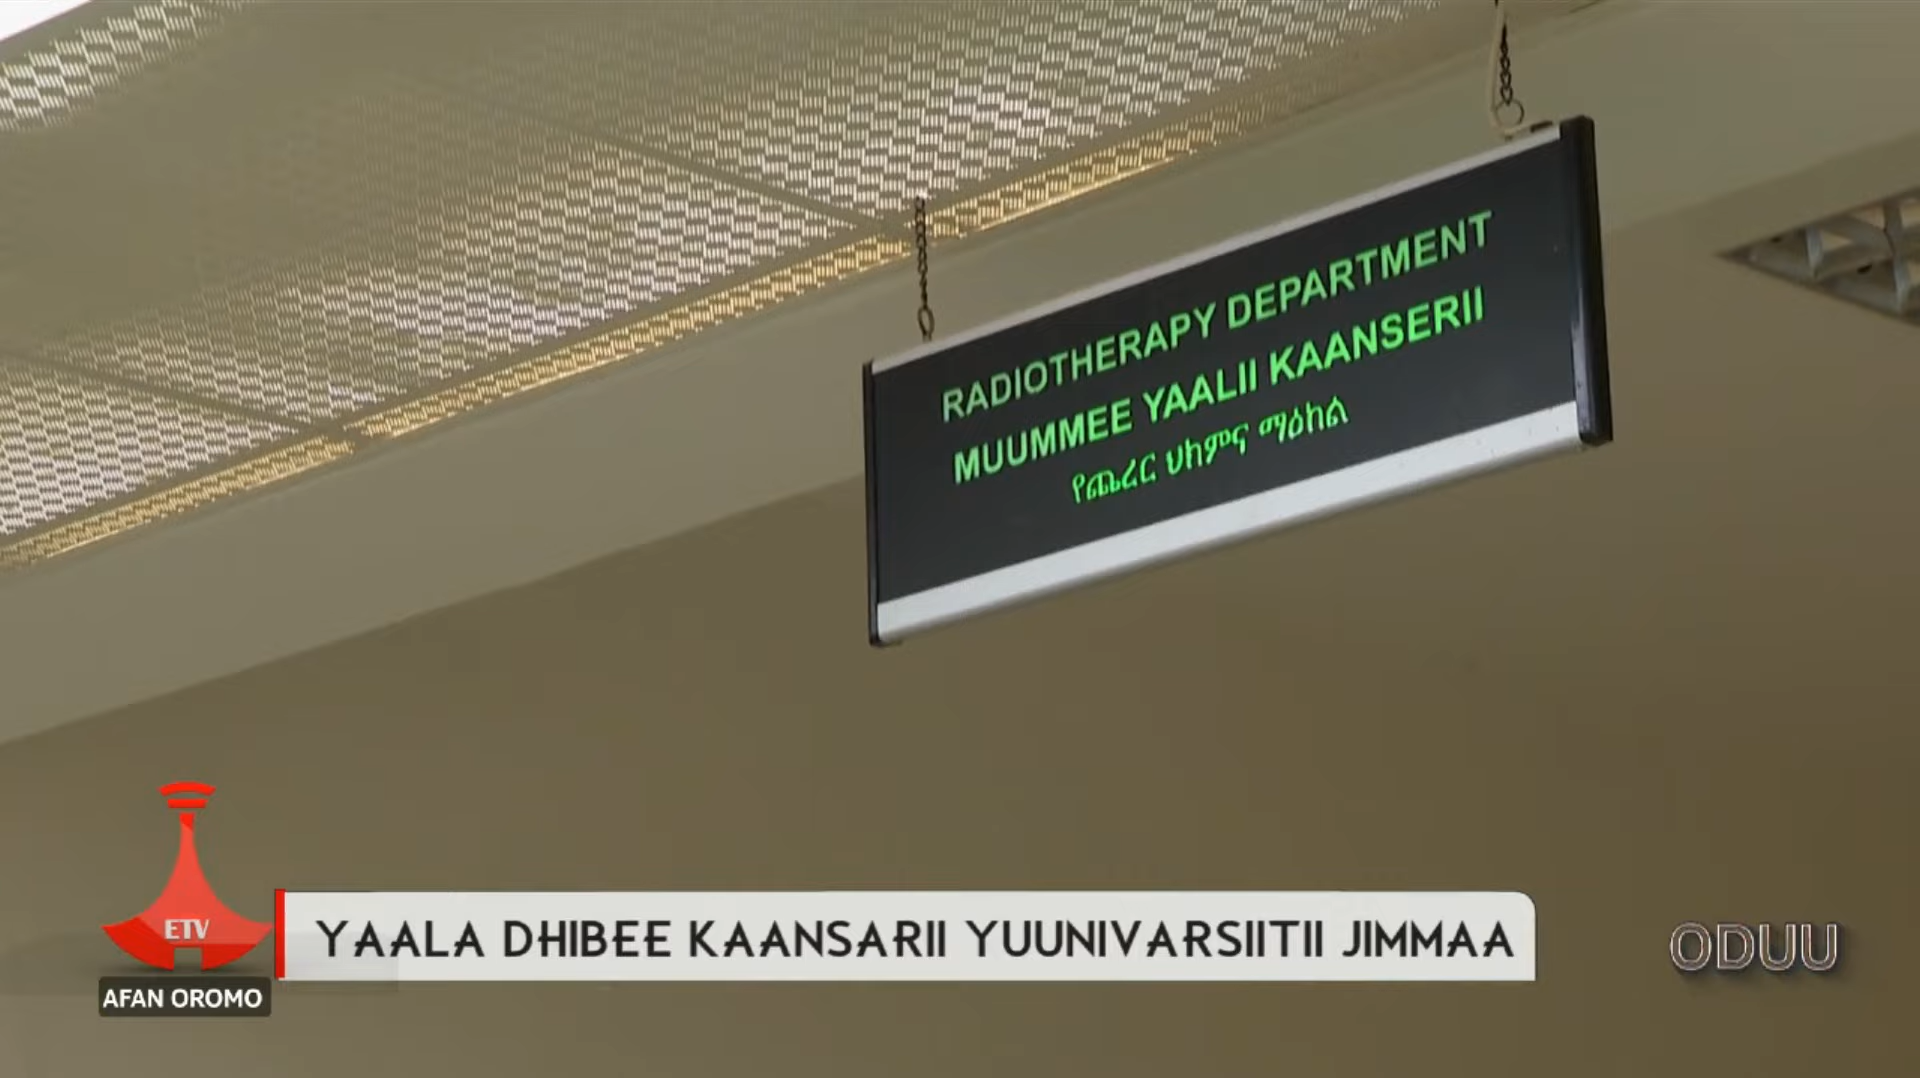 RADIOTHERAPY DEPARTMENT
MUUMMEE YAALII KAANSERII
የጨረር ህክምና ማዕከል
ETV
AFAN OROMO
YAALA DHIBEE KAANSARII YUUNIVARSIITII JIMMAA
ODUU